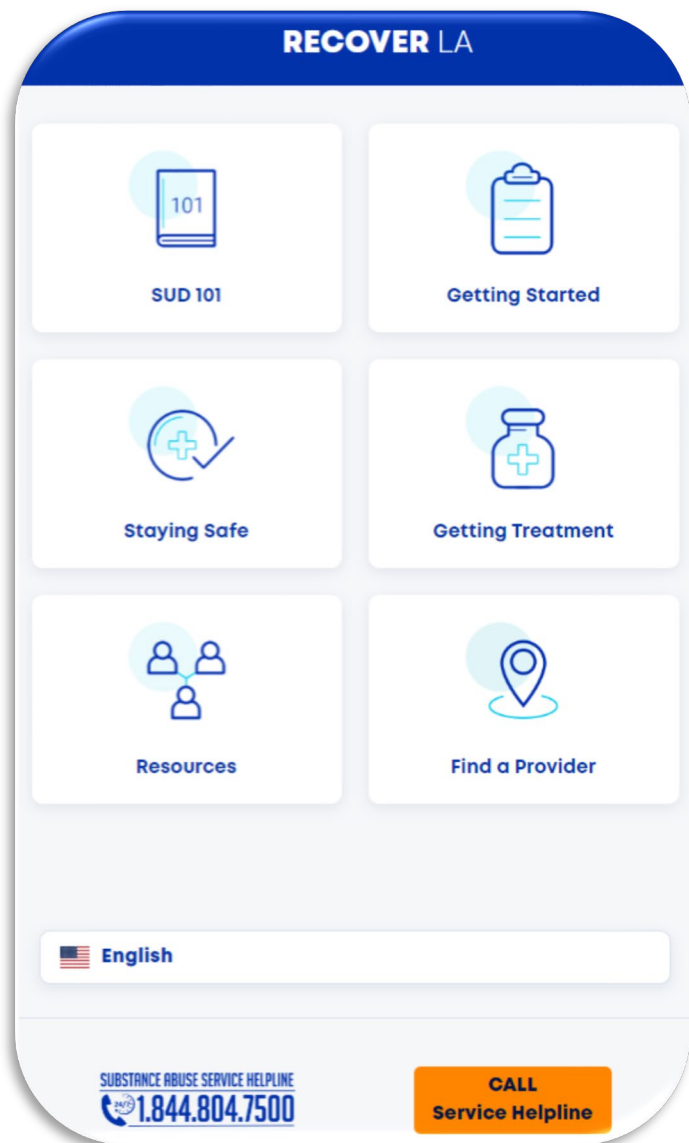 RECOVER LA
101
SUD 101
Getting Started
Staying Safe
Getting Treatment
Resources
Find a Provider
English
SUBSTANCE ABUSE SERVICE HELPLINE
24/7 1.844.804.7500
CALL
Service Helpline